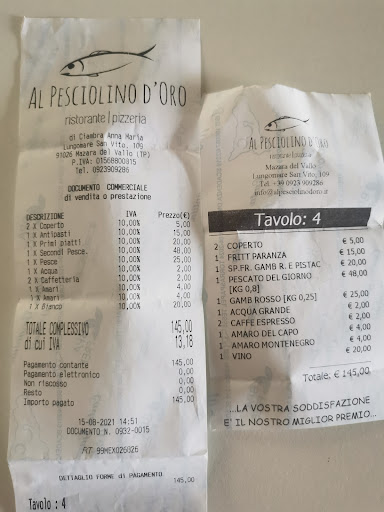 AL PESCIOLINO D'ORO
ristorante | pizzeria
di Ciambra Anna Maria
Lungomare San Vito, 109
91026 Mazara del Vallo (TP)
P.IVA: 01568800815
Tel. 0923909286
DOCUMENTO COMMERCIALE
di vendita o prestazione
DESCRIZIONE IVA Prezzo(€)
2 X Coperto 10,00% 5,00
1 X Antipasti 10,00% 15,00
1 X Primi piatti 10,00% 20,00
1 X Secondi Pesce. 10,00% 48,00
1 X Pesce 10,00% 25,00
1 X Acqua 10,00% 2,00
2 X Caffetteria 10,00% 2,00
1 X Amari 10,00% 4,00
1 X Amari 10,00% 4,00
1 X Bianco 10,00% 20,00
TOTALE COMPLESSIVO 145,00
di cui IVA 13,18
Pagamento contante 145,00
Pagamento elettronico 0,00
Non riscosso 0,00
Resto 0,00
Importo pagato 145,00
15-08-2021 14:51
DOCUMENTO N. 0932-0015
RT 99MEX026826
DETTAGLIO FORME di PAGAMENTO
145,00
Tavolo : 4
AL PESCIOLINO D'ORO
ristorante | pizzeria
Mazara del Vallo
Lungomare San Vito, 109
Tel +39 0923 909286
alpesciolinodoro.it
Tavolo: 4
2 COPERTO € 5,00
1 FRITT PARANZA € 15,00
1 SP.FR. GAMB R. E PISTAC € 20,00
1 PESCATO DEL GIORNO € 48,00
[KG 0,8]
1 GAMB ROSSO [KG 0,25] € 25,00
1 ACQUA GRANDE € 2,00
2 CAFFE ESPRESSO € 2,00
1 AMARO DEL CAPO € 4,00
1 AMARO MONTENEGRO € 4,00
1 VINO € 20,00
Totale: € 145,00
...LA VOSTRA SODDISFAZIONE
E' IL NOSTRO MIGLIOR PREMIO...